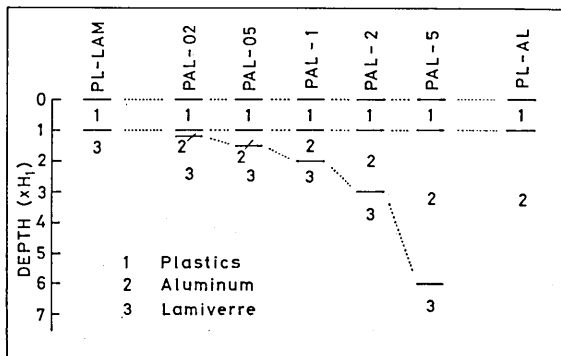 PL-LAM PAL-02 PAL-05 PAL-1 PAL-2 PAL-5 PL-AL
DEPTH (xH₁)
0
1 1 1 1 1 1 1
1
3 2 2 2
2 2 2 2 2
3 3 3
3
3
4
5
1 Plastics
6
2 Aluminum
3 Lamiverre 3
7